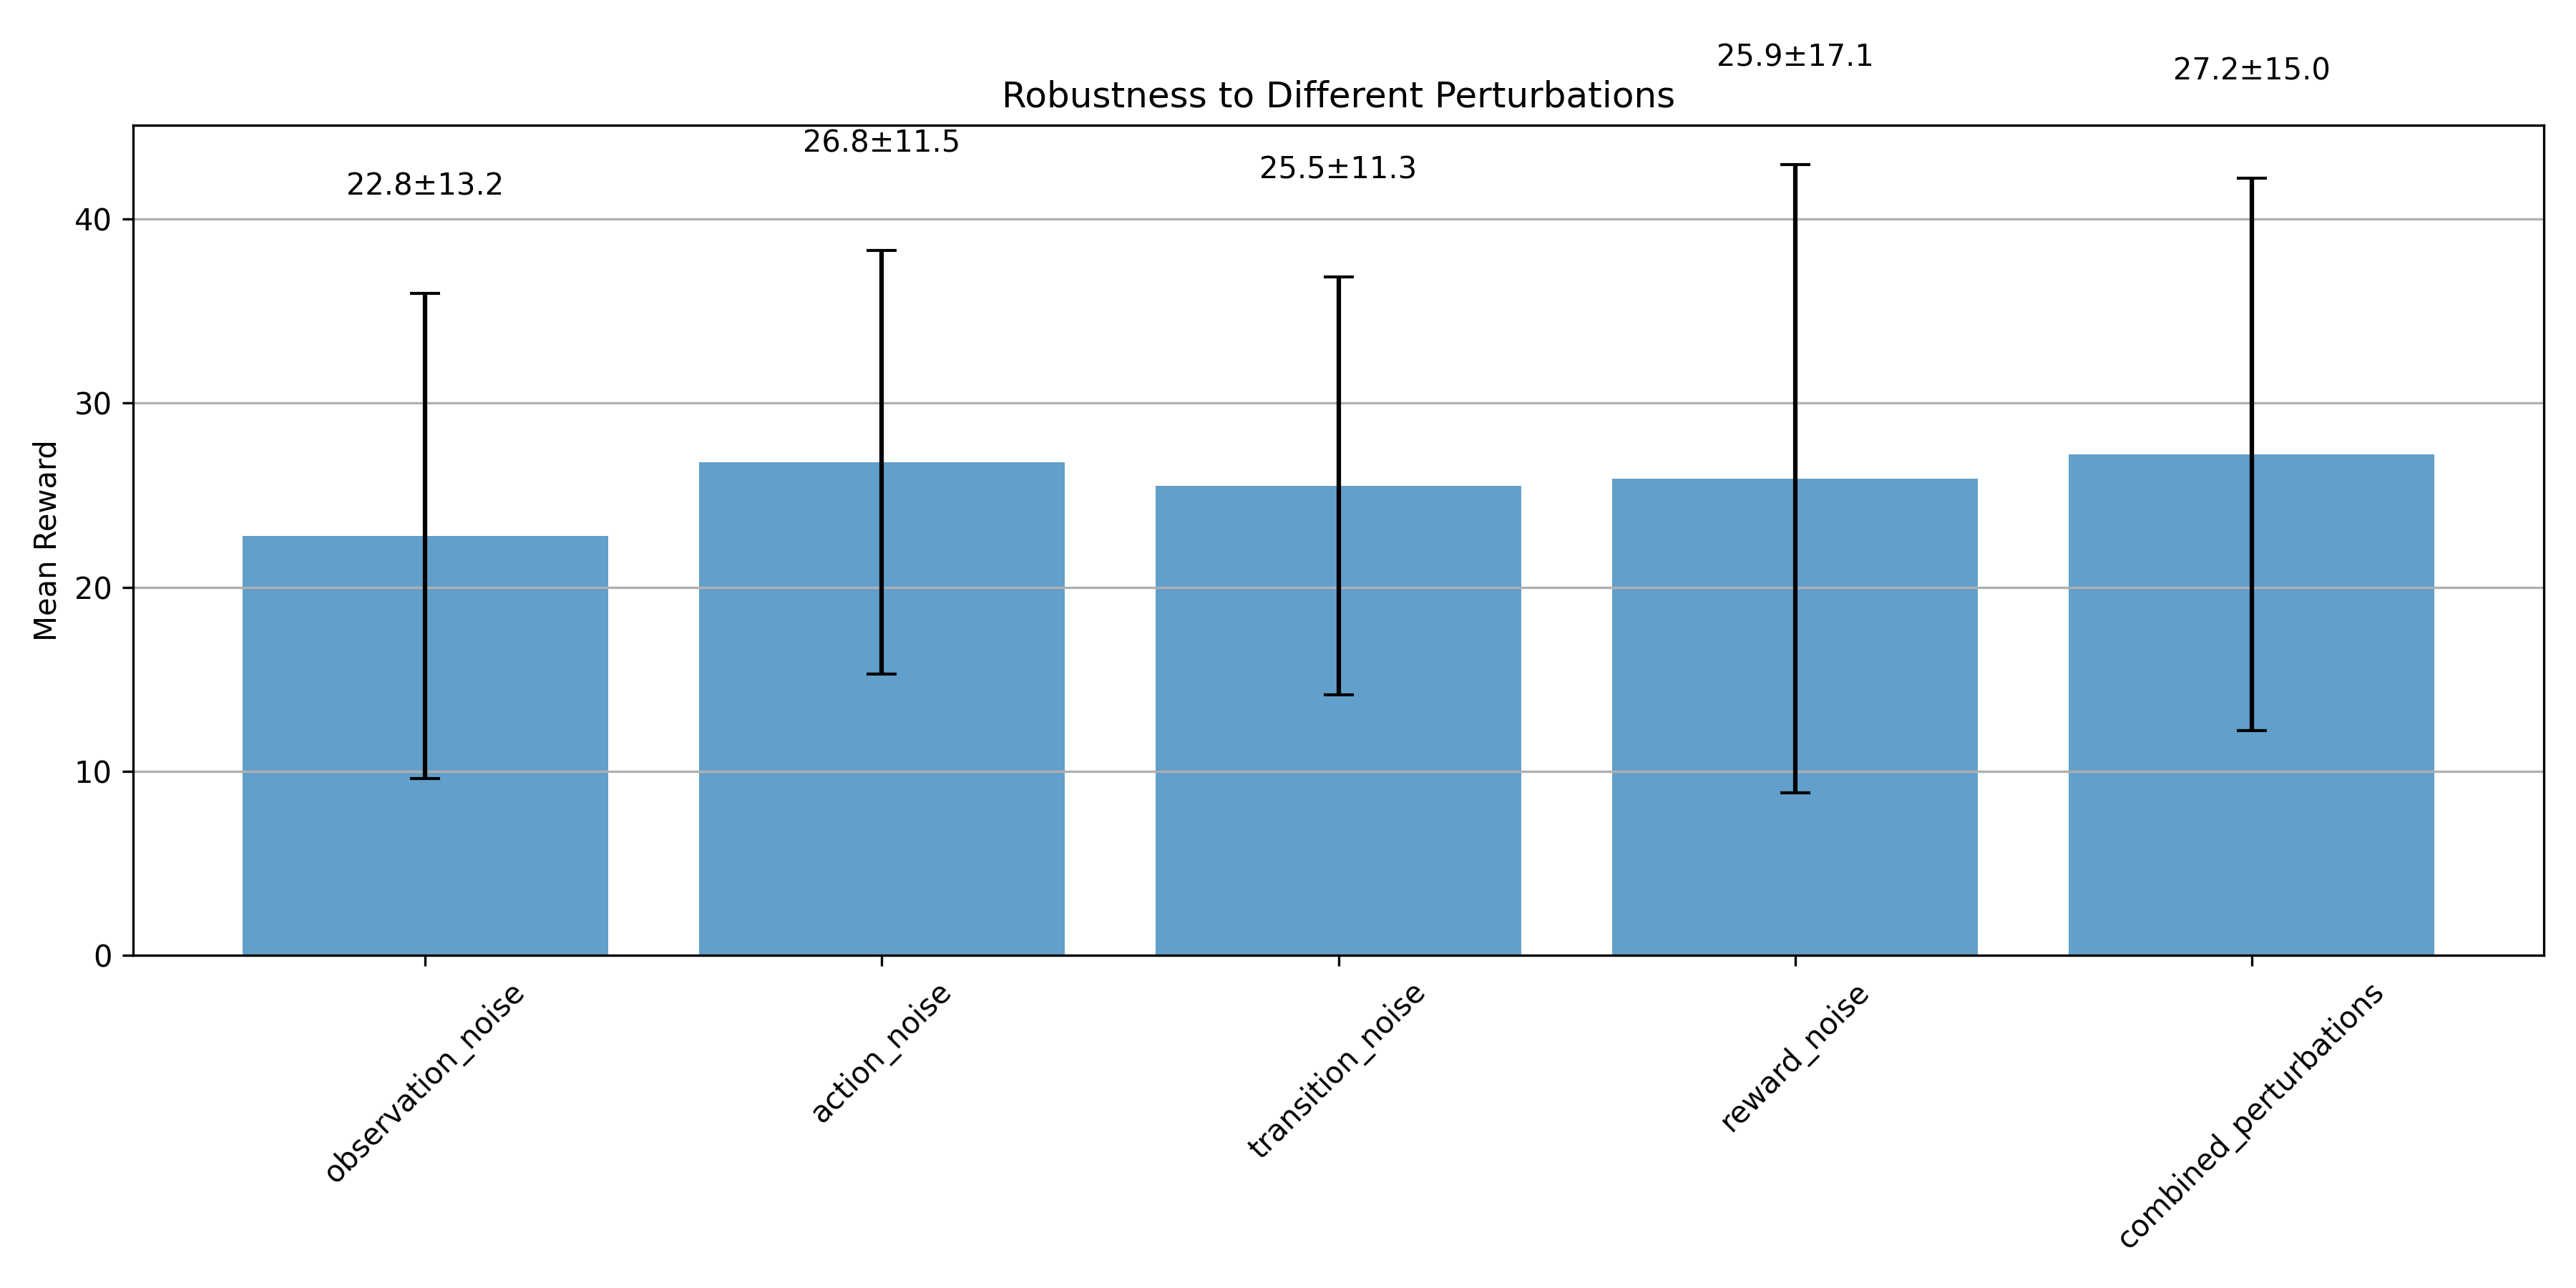 25.9±17.1
27.2±15.0
Robustness to Different Perturbations
26.8±11.5
25.5±11.3
22.8±13.2
Mean Reward
40
30
20
10
0
observation_noise
action_noise
transition_noise
reward_noise
combined_perturbations